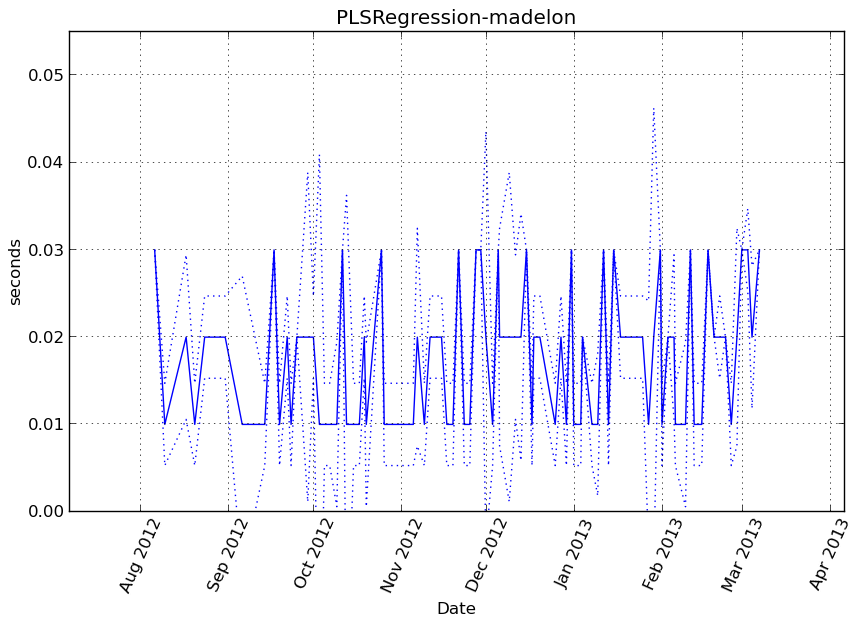 PLSRegression-madelon
0.05
0.04
0.03
0.02
0.01
0.00
seconds
Aug 2012
Sep 2012
Oct 2012
Nov 2012
Dec 2012
Jan 2013
Feb 2013
Mar 2013
Apr 2013
Date